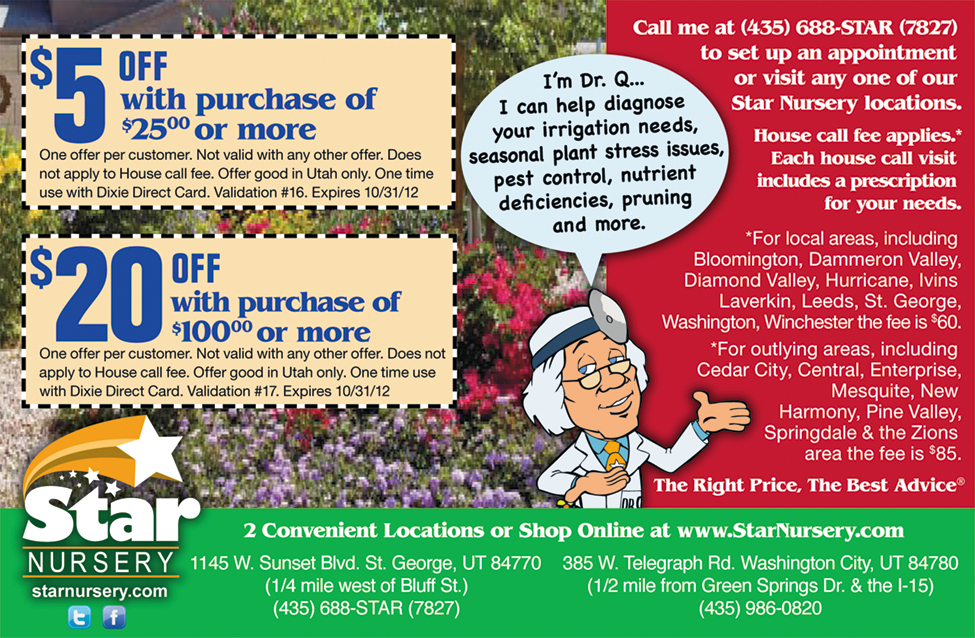 $5 OFF
with purchase of
$2500 or more
One offer per customer. Not valid with any other offer. Does
not apply to House call fee. Offer good in Utah only. One time
use with Dixie Direct Card. Validation #16. Expires 10/31/12
$20 OFF
with purchase of
$10000 or more
One offer per customer. Not valid with any other offer. Does not
apply to House call fee. Offer good in Utah only. One time use
with Dixie Direct Card. Validation #17. Expires 10/31/12
I'm Dr. Q...
I can help diagnose
your irrigation needs,
seasonal plant stress issues,
pest control, nutrient
deficiencies, pruning
and more.
Call me at (435) 688-STAR (7827)
to set up an appointment
or visit any one of our
Star Nursery locations.
House call fee applies.*
Each house call visit
includes a prescription
for your needs.
*For local areas, including
Bloomington, Dammeron Valley,
Diamond Valley, Hurricane, Ivins
Laverkin, Leeds, St. George,
Washington, Winchester the fee is $60.
*For outlying areas, including
Cedar City, Central, Enterprise,
Mesquite, New
Harmony, Pine Valley,
Springdale & the Zions
area the fee is $85.
The Right Price, The Best Advice®
DR
Star
NURSERY
starnursery.com
2 Convenient Locations or Shop Online at www.StarNursery.com
1145 W. Sunset Blvd. St. George, UT 84770
(1/4 mile west of Bluff St.)
(435) 688-STAR (7827)
385 W. Telegraph Rd. Washington City, UT 84780
(1/2 mile from Green Springs Dr. & the I-15)
(435) 986-0820